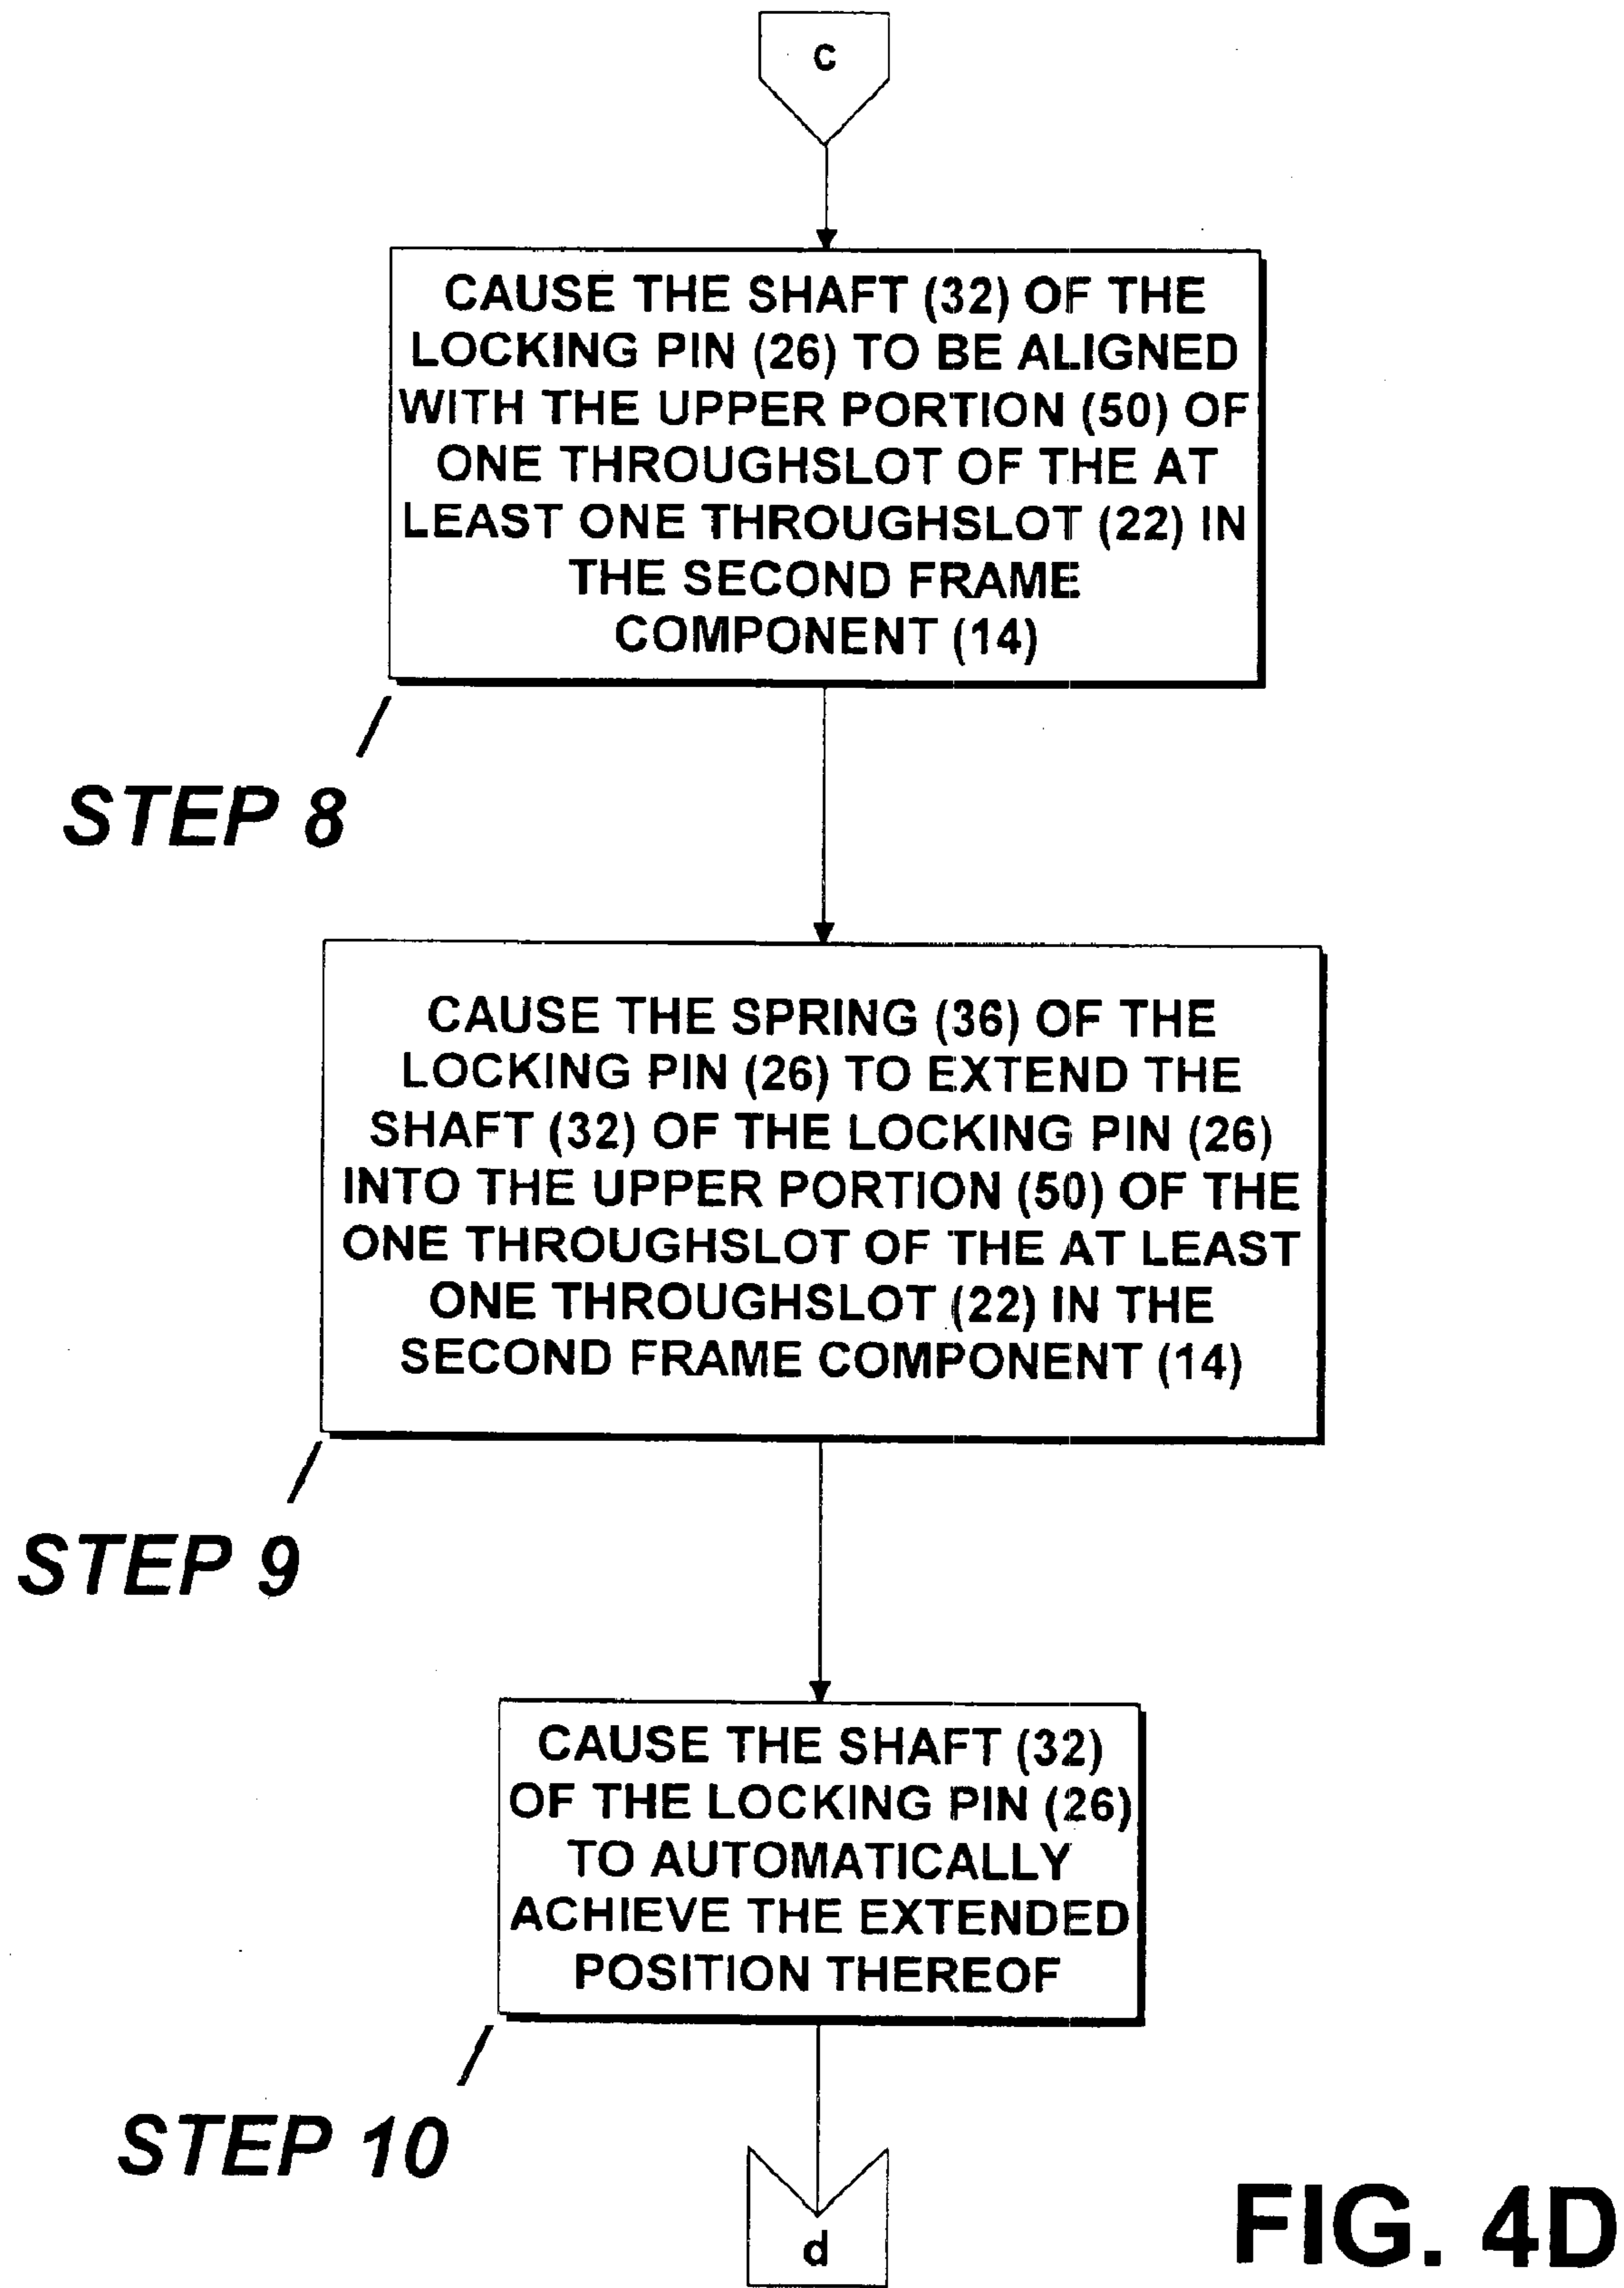 c
CAUSE THE SHAFT (32) OF THE
LOCKING PIN (26) TO BE ALIGNED
WITH THE UPPER PORTION (50) OF
ONE THROUGHSLOT OF THE AT
LEAST ONE THROUGHSLOT (22) IN
THE SECOND FRAME
COMPONENT (14)
STEP 8
CAUSE THE SPRING (36) OF THE
LOCKING PIN (26) TO EXTEND THE
SHAFT (32) OF THE LOCKING PIN (26)
INTO THE UPPER PORTION (50) OF THE
ONE THROUGHSLOT OF THE AT LEAST
ONE THROUGHSLOT (22) IN THE
SECOND FRAME COMPONENT (14)
STEP 9
CAUSE THE SHAFT (32)
OF THE LOCKING PIN (26)
TO AUTOMATICALLY
ACHIEVE THE EXTENDED
POSITION THEREOF
STEP 10
d
FIG. 4D